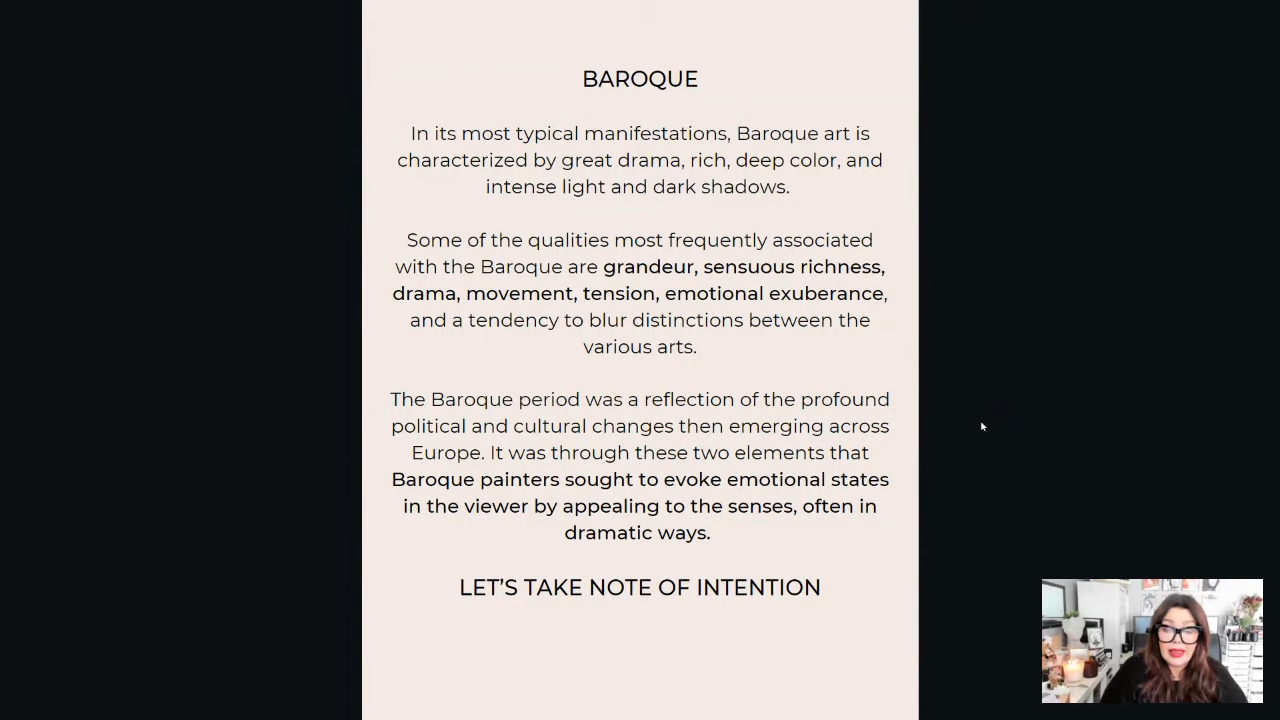 BAROQUE
In its most typical manifestations, Baroque art is
characterized by great drama, rich, deep color, and
intense light and dark shadows.
Some of the qualities most frequently associated
with the Baroque are grandeur, sensuous richness,
drama, movement, tension, emotional exuberance,
and a tendency to blur distinctions between the
various arts.
The Baroque period was a reflection of the profound
political and cultural changes then emerging across
Europe. It was through these two elements that
Baroque painters sought to evoke emotional states
in the viewer by appealing to the senses, often in
dramatic ways.
LET’S TAKE NOTE OF INTENTION